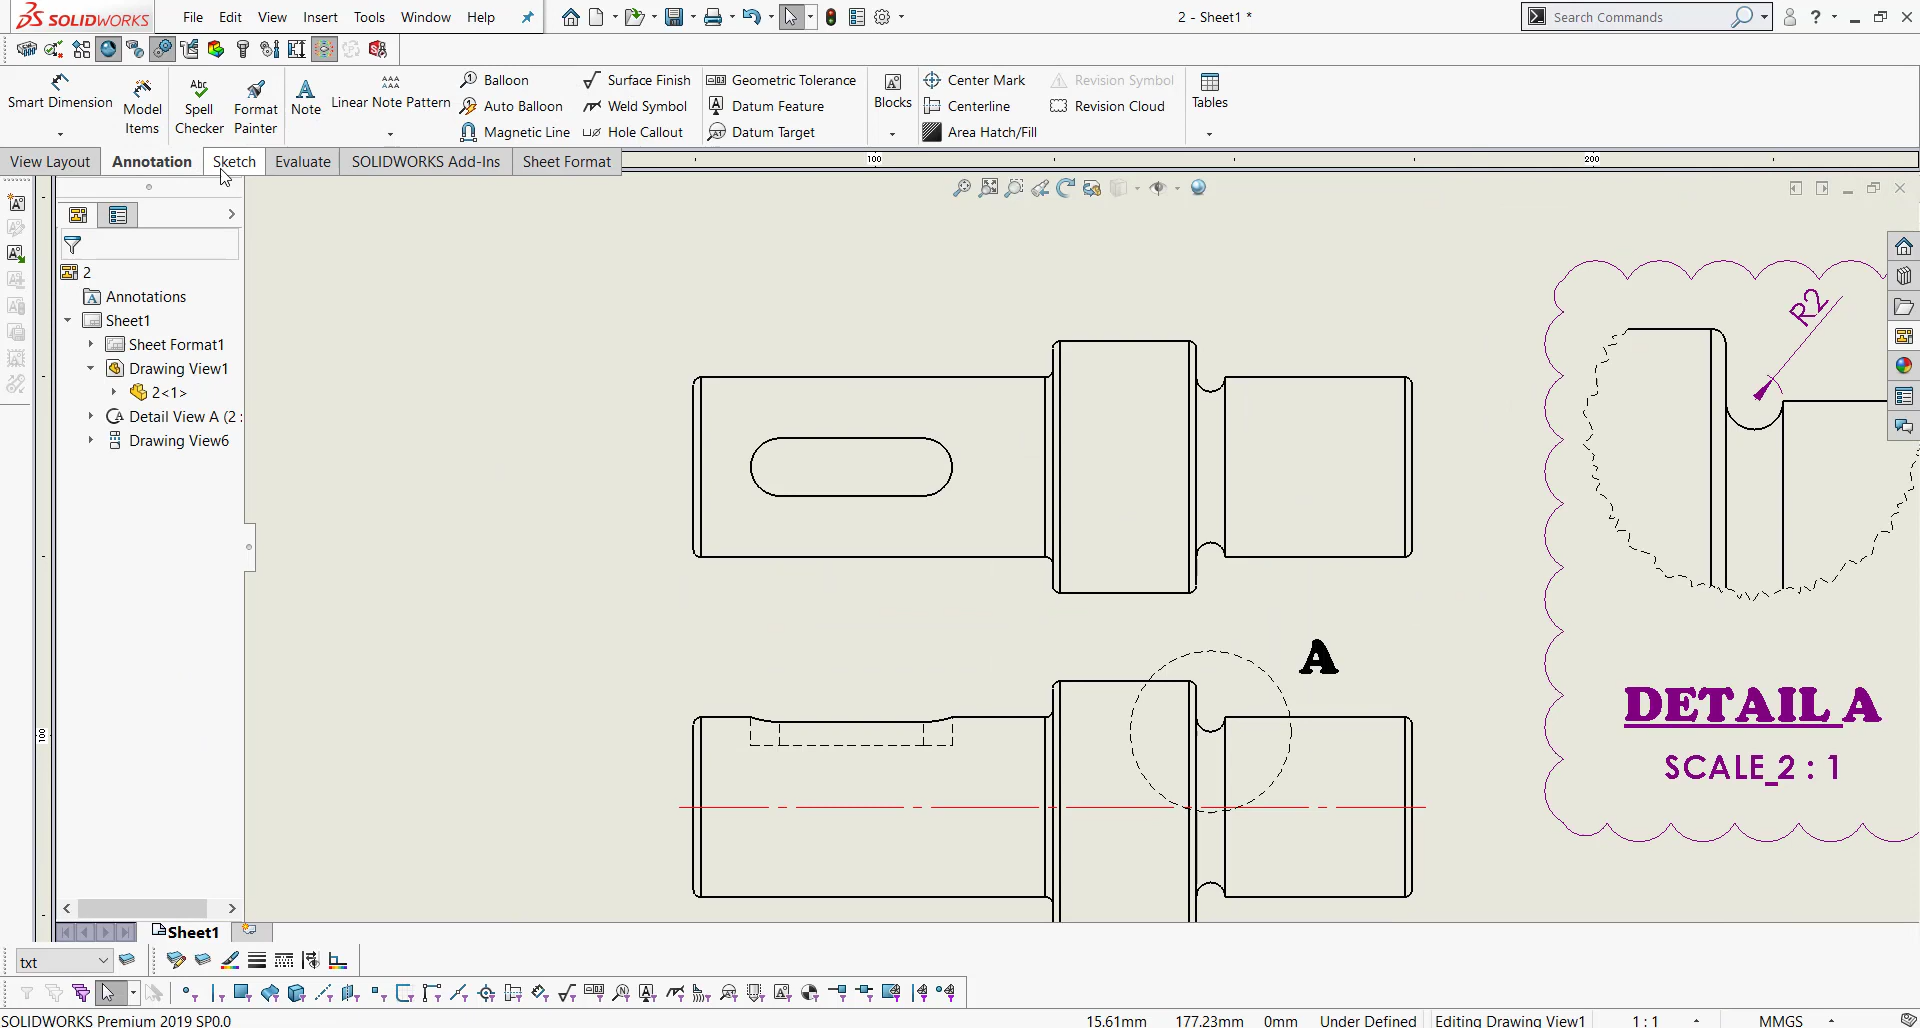 SOLIDWORKS
File Edit View Insert Tools Window Help
2 - Sheet1 *
Search Commands
?
Smart Dimension
Model Items
Abc
Spell Checker
Format Painter
Note
AAA
Linear Note Pattern
Balloon
Auto Balloon
Magnetic Line
Surface Finish
Weld Symbol
Hole Callout
Geometric Tolerance
Datum Feature
Datum Target
Blocks
Center Mark
Centerline
Area Hatch/Fill
Revision Symbol
Revision Cloud
Tables
View Layout Annotation Sketch Evaluate SOLIDWORKS Add-Ins Sheet Format
100 200
2
Annotations
Sheet1
Sheet Format1
Drawing View1
2<1>
Detail View A (2 :
Drawing View6
R2
A
100
DETAIL A
SCALE_2 : 1
Sheet1
txt
SOLIDWORKS Premium 2019 SP0.0
15.61mm 177.23mm 0mm Under Defined Editing Drawing View1 1 : 1 MMGS